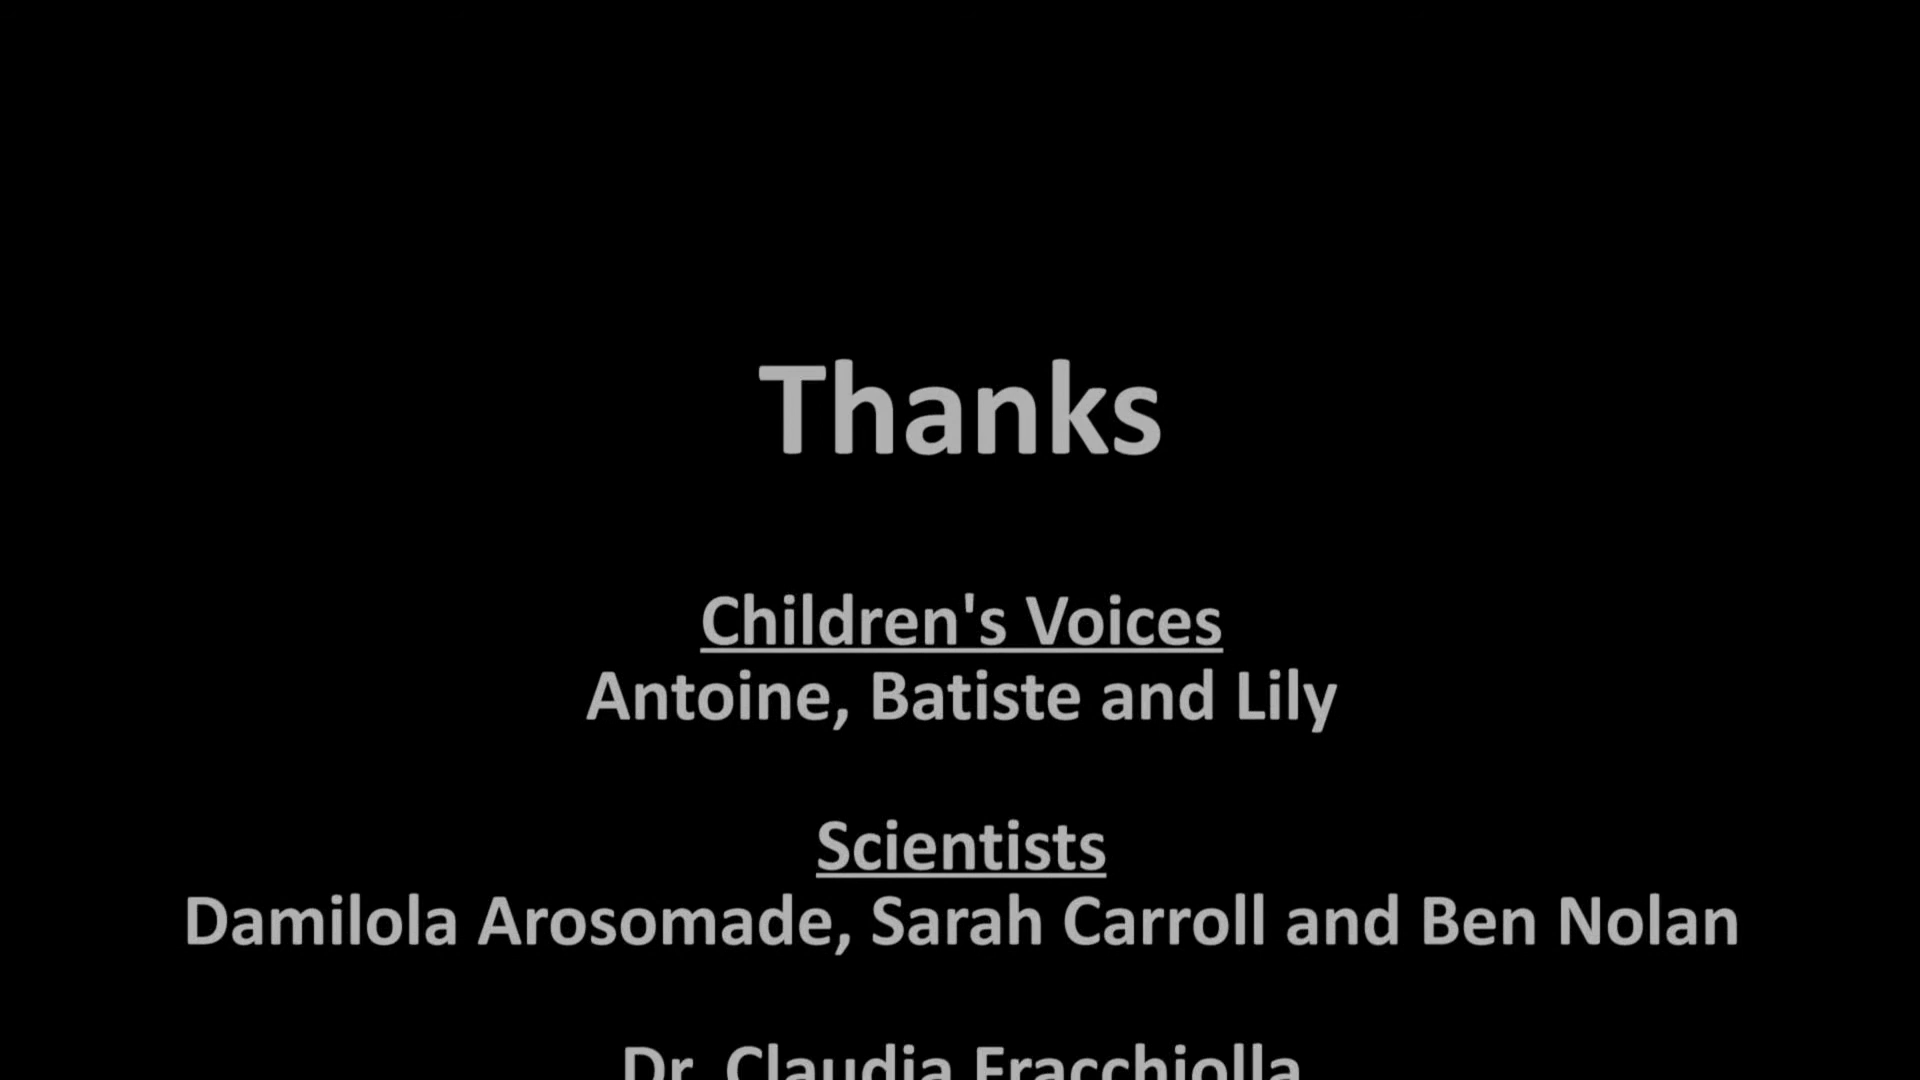 Thanks
Children's Voices
Antoine, Batiste and Lily
Scientists
Damilola Arosomade, Sarah Carroll and Ben Nolan
Dr. Claudia Fracchiolla